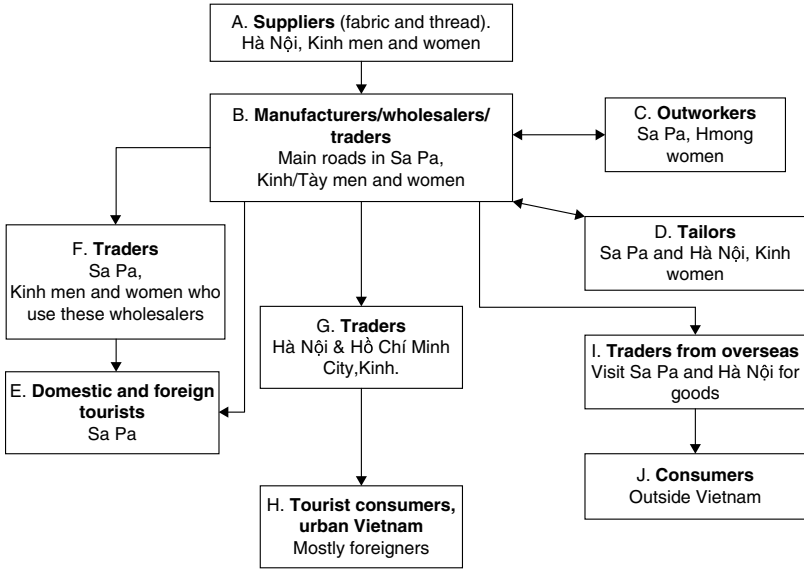 A. Suppliers (fabric and thread).
Hà Nội, Kinh men and women
B. Manufacturers/wholesalers/
traders
Main roads in Sa Pa,
Kinh/Tày men and women
C. Outworkers
Sa Pa, Hmong
women
D. Tailors
Sa Pa and Hà Nội, Kinh
women
F. Traders
Sa Pa,
Kinh men and women who
use these wholesalers
G. Traders
Hà Nội & Hồ Chí Minh
City,Kinh.
I. Traders from overseas
Visit Sa Pa and Hà Nội for
goods
E. Domestic and foreign
tourists
Sa Pa
J. Consumers
Outside Vietnam
H. Tourist consumers,
urban Vietnam
Mostly foreigners